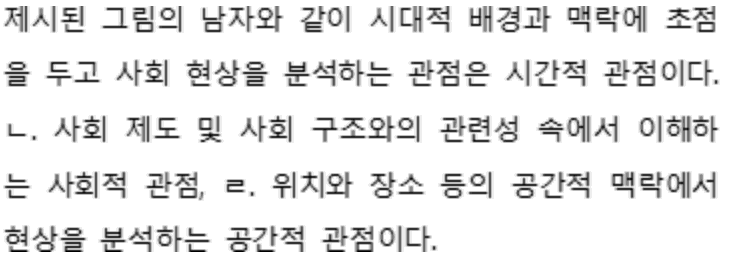 제시된 그림의 남자와 같이 시대적 배경과 맥락에 초점
을 두고 사회 현상을 분석하는 관점은 시간적 관점이다.
ㄴ. 사회 제도 및 사회 구조와의 관련성 속에서 이해하
는 사회적 관점, ㄹ. 위치와 장소 등의 공간적 맥락에서
현상을 분석하는 공간적 관점이다.